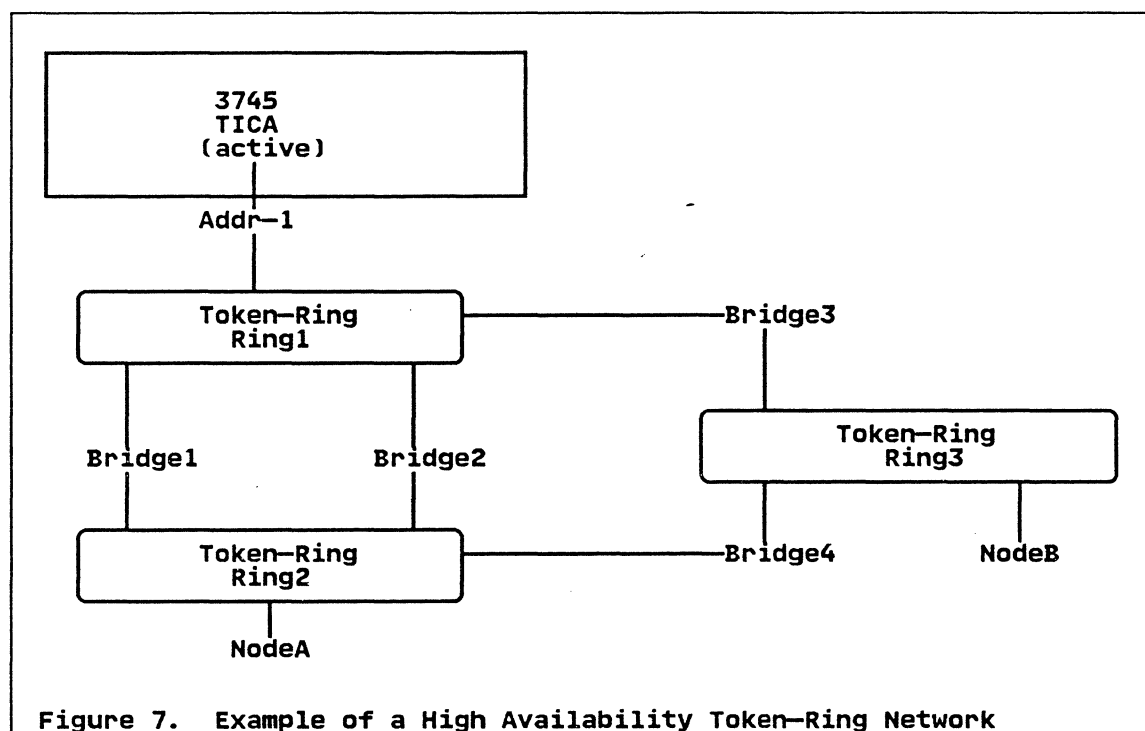 3745
TICA
(active)
Addr-1
Token-Ring
Ring1
Bridge3
Token-Ring
Ring3
Bridge1
Bridge2
Token-Ring
Ring2
Bridge4
NodeB
NodeA
Figure 7. Example of a High Availability Token-Ring Network